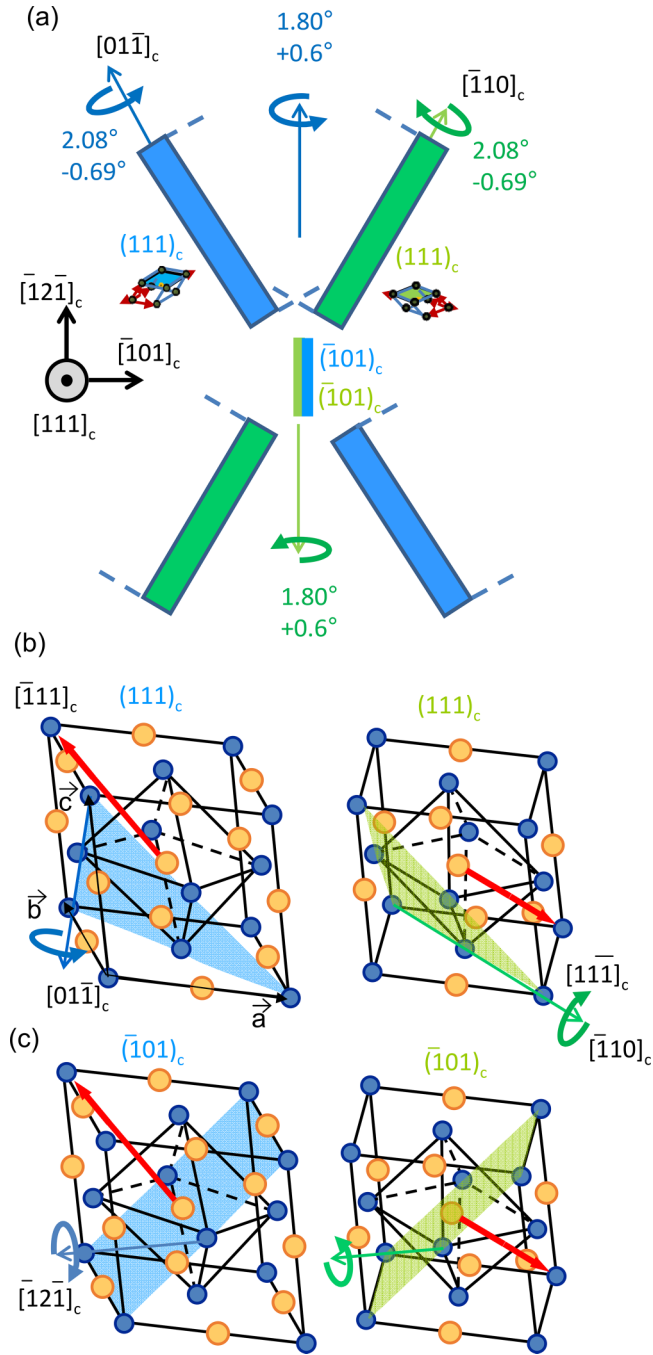 (a)
[01̄1̄]c
1.80°
+0.6°
[1̄10]c
2.08°
-0.69°
2.08°
-0.69°
(111)c
(111)c
[1̄21̄]c
[1̄01]c
[111]c
(1̄01)c
(1̄01)c
1.80°
+0.6°
(b)
[1̄11]c
(111)c
(111)c
c
b
a
[011̄]c
[11̄1̄]c
[1̄10]c
(c)
(1̄01)c
(1̄01)c
[1̄21̄]c